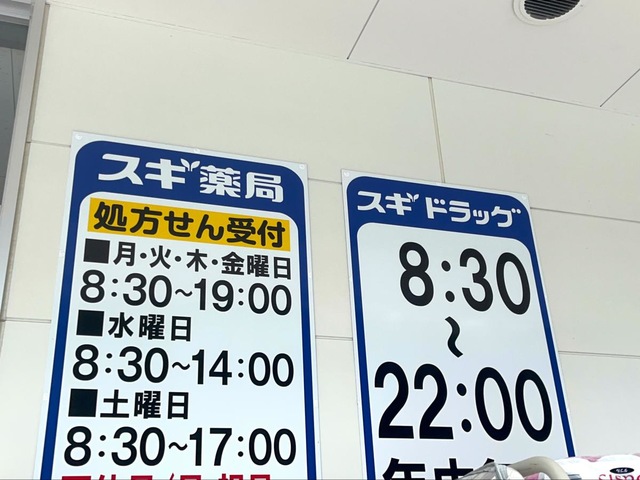 スギ薬局
処方せん受付
■月・火・木・金曜日
8:30~19:00
■水曜日
8:30~14:00
■土曜日
8:30~17:00
スギドラッグ
8:30
~
22:00